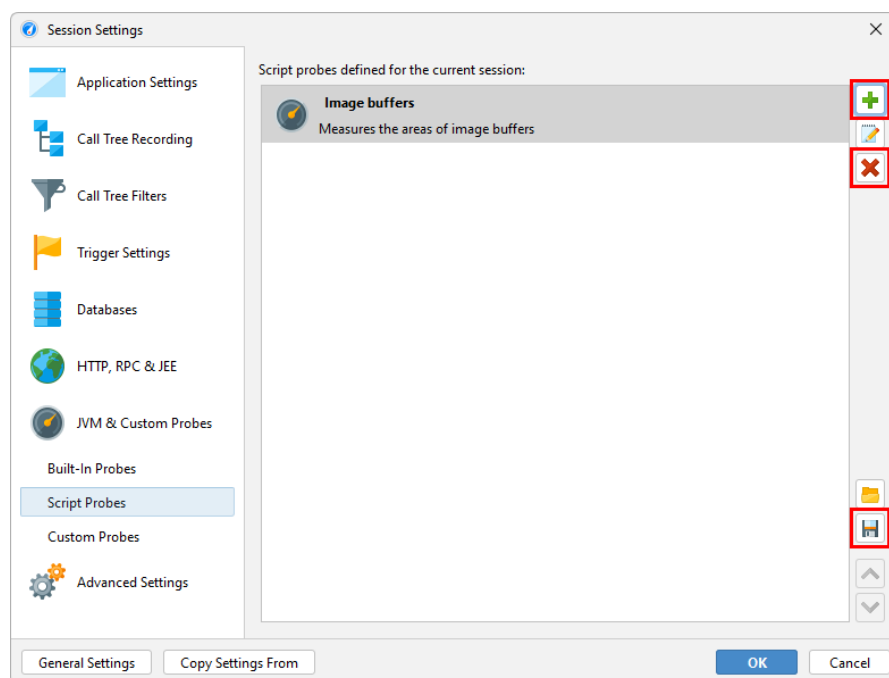 Session Settings
Application Settings
Call Tree Recording
Call Tree Filters
Trigger Settings
Databases
HTTP, RPC & JEE
JVM & Custom Probes
Built-In Probes
Script Probes
Custom Probes
Advanced Settings
Script probes defined for the current session:
Image buffers
Measures the areas of image buffers
General Settings
Copy Settings From
OK
Cancel